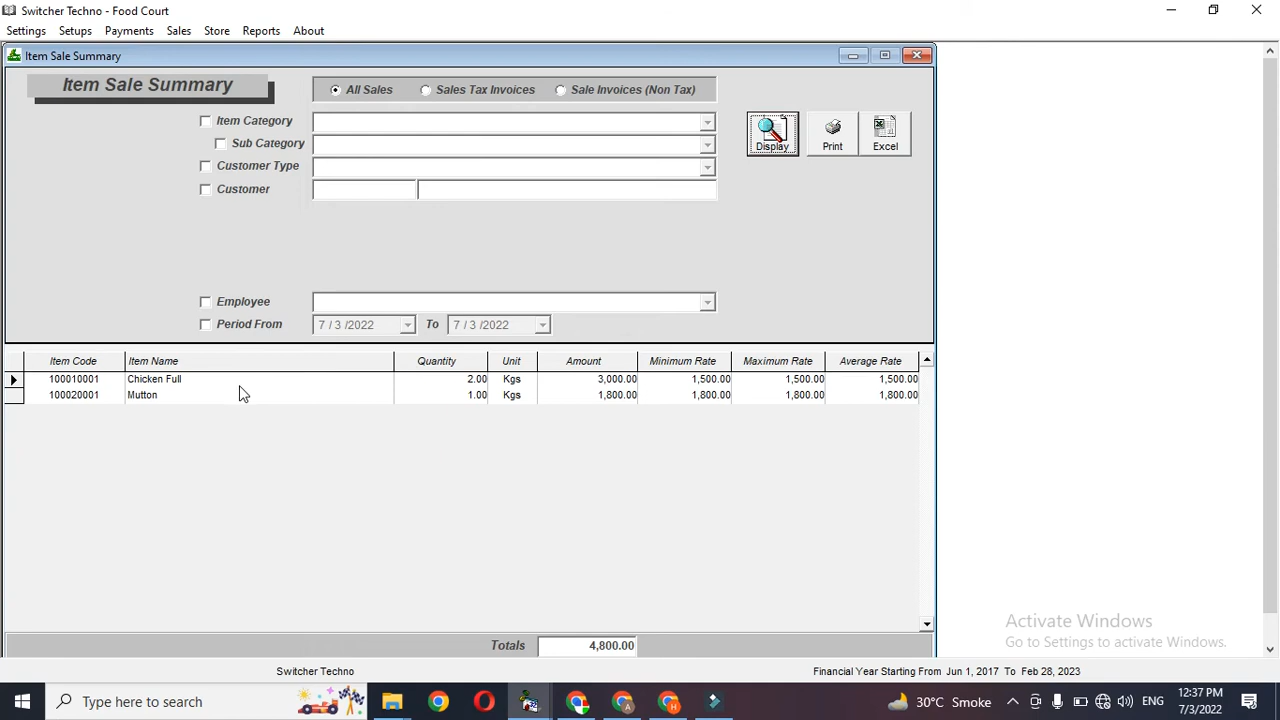 Switcher Techno - Food Court
Settings Setups Payments Sales Store Reports About
Item Sale Summary
Item Sale Summary
All Sales Sales Tax Invoices Sale Invoices (Non Tax)
Item Category
Sub Category
Customer Type
Customer
Display Print Excel
Employee
Period From 7 / 3 /2022 To 7 / 3 /2022
Item Code Item Name Quantity Unit Amount Minimum Rate Maximum Rate Average Rate
100010001 Chicken Full 2.00 Kgs 3,000.00 1,500.00 1,500.00 1,500.00
100020001 Mutton 1.00 Kgs 1,800.00 1,800.00 1,800.00 1,800.00
Activate Windows
Go to Settings to activate Windows.
Totals 4,800.00
Switcher Techno Financial Year Starting From Jun 1, 2017 To Feb 28, 2023
Type here to search 30°C Smoke ENG 12:37 PM
7/3/2022